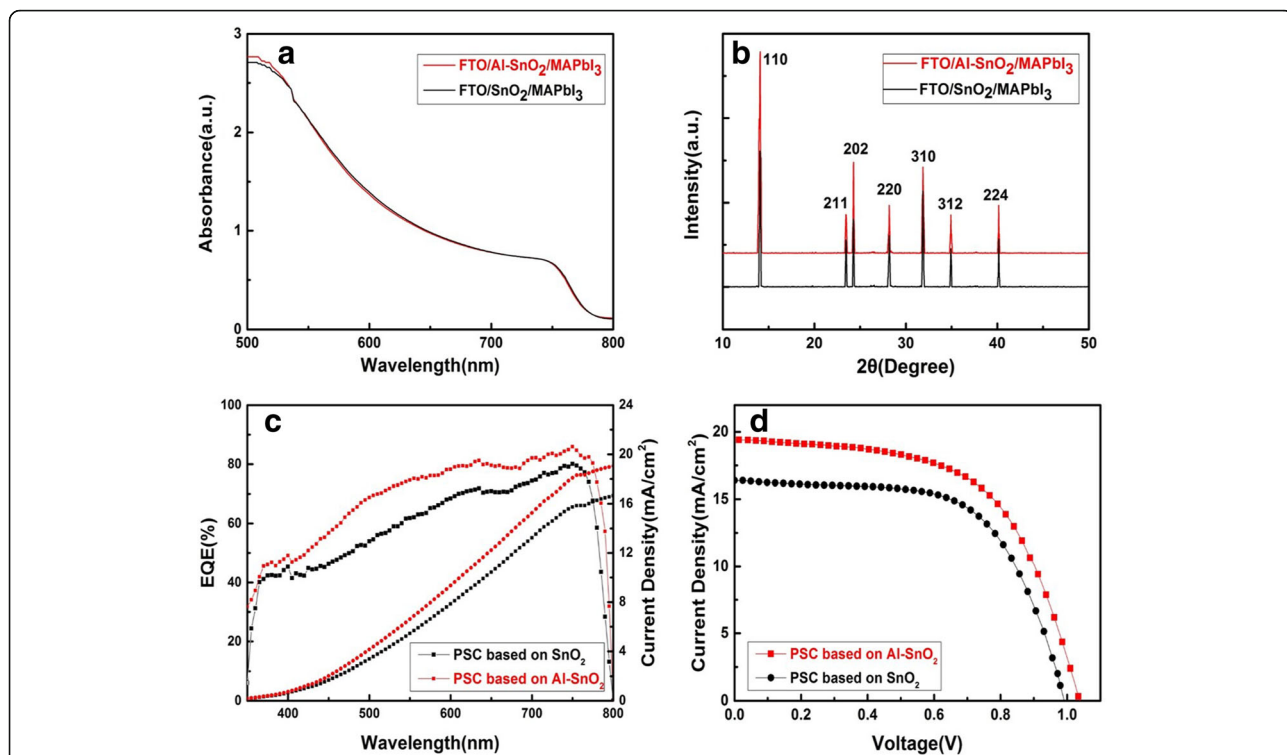 a
FTO/Al-SnO₂/MAPbI₃
FTO/SnO₂/MAPbI₃
Absorbance(a.u.)
3
2
1
0
500 600 700 800
Wavelength(nm)
b
FTO/Al-SnO₂/MAPbI₃
FTO/SnO₂/MAPbI₃
Intensity(a.u.)
110
211
202
220
310
312
224
10 20 30 40 50
2θ(Degree)
c
EQE(%)
100
80
60
40
20
0
24
20
16
12
8
4
0
Current Density(mA/cm²)
PSC based on SnO₂
PSC based on Al-SnO₂
400 500 600 700 800
Wavelength(nm)
d
Current Density(mA/cm²)
20
15
10
5
0
PSC based on Al-SnO₂
PSC based on SnO₂
0.0 0.2 0.4 0.6 0.8 1.0
Voltage(V)